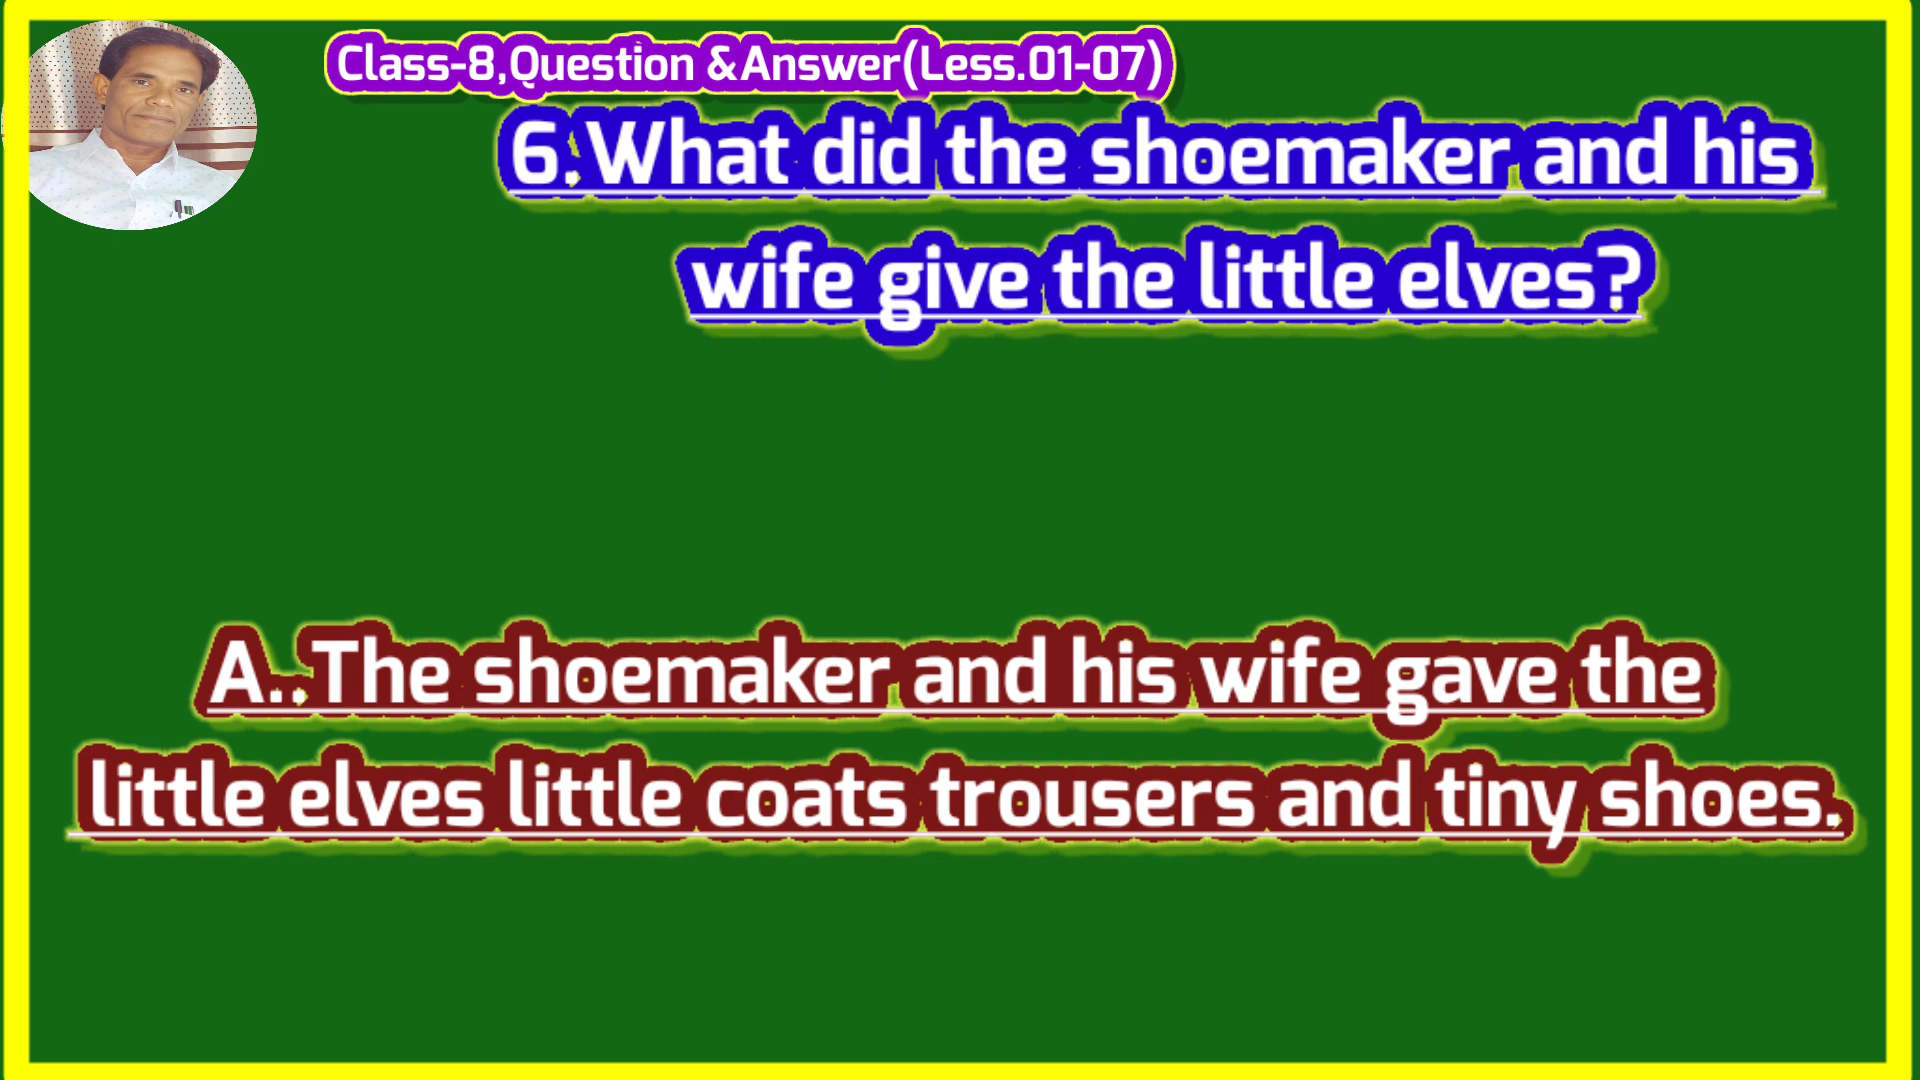 Class-8,Question &Answer(Less.01-07)
6.What did the shoemaker and his
wife give the little elves?
A..The shoemaker and his wife gave the
little elves little coats trousers and tiny shoes.